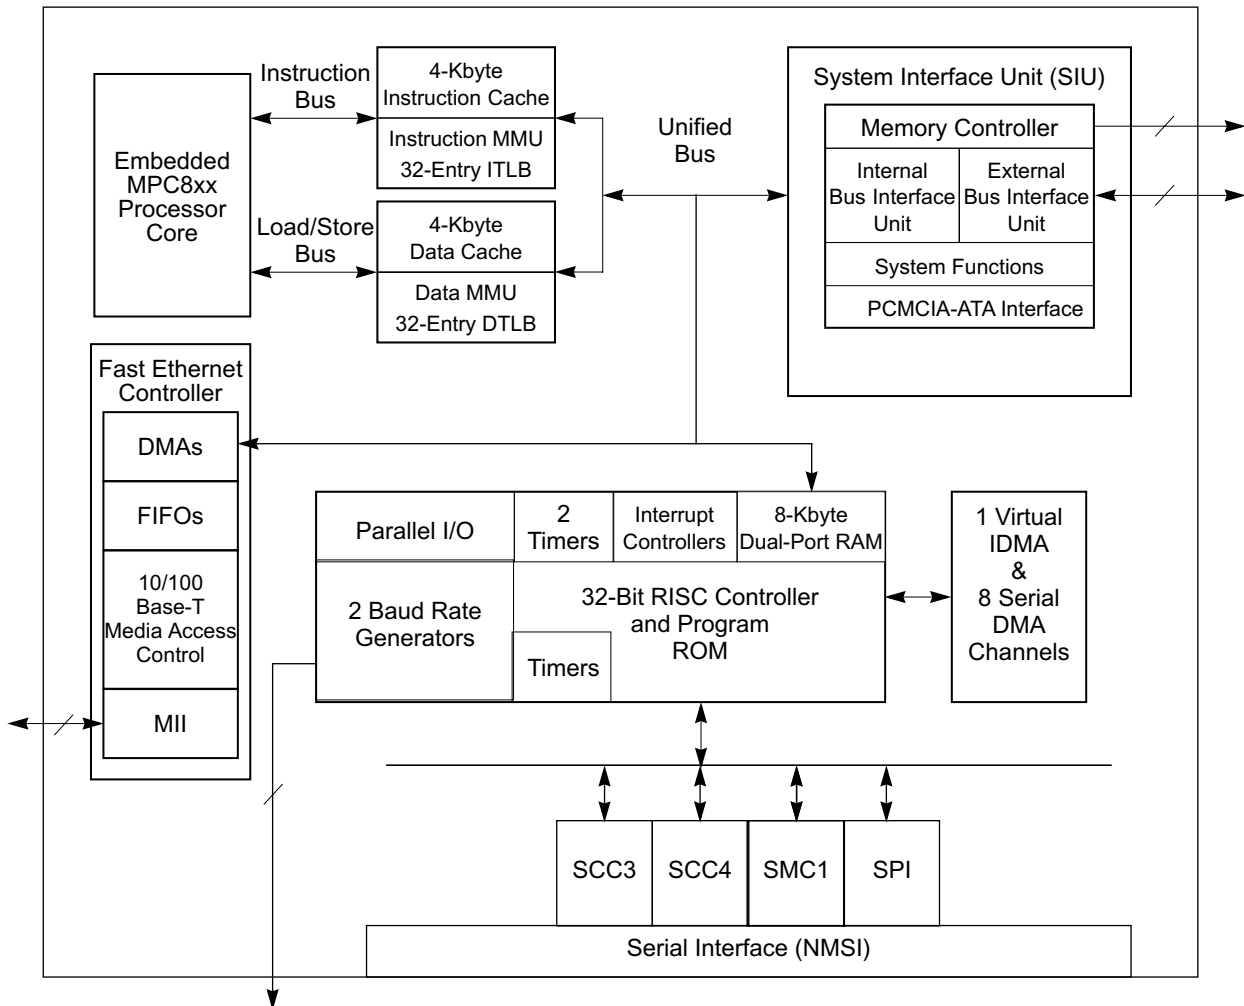 Embedded
MPC8xx
Processor
Core
Instruction
Bus
Load/Store
Bus
4-Kbyte
Instruction Cache
Instruction MMU
32-Entry ITLB
4-Kbyte
Data Cache
Data MMU
32-Entry DTLB
Unified
Bus
System Interface Unit (SIU)
Memory Controller
Internal
Bus Interface
Unit
External
Bus Interface
Unit
System Functions
PCMCIA-ATA Interface
Fast Ethernet
Controller
DMAs
FIFOs
10/100
Base-T
Media Access
Control
MII
Parallel I/O
2
Timers
Interrupt
Controllers
8-Kbyte
Dual-Port RAM
2 Baud Rate
Generators
32-Bit RISC Controller
and Program
ROM
Timers
1 Virtual
IDMA
&
8 Serial
DMA
Channels
SCC3
SCC4
SMC1
SPI
Serial Interface (NMSI)